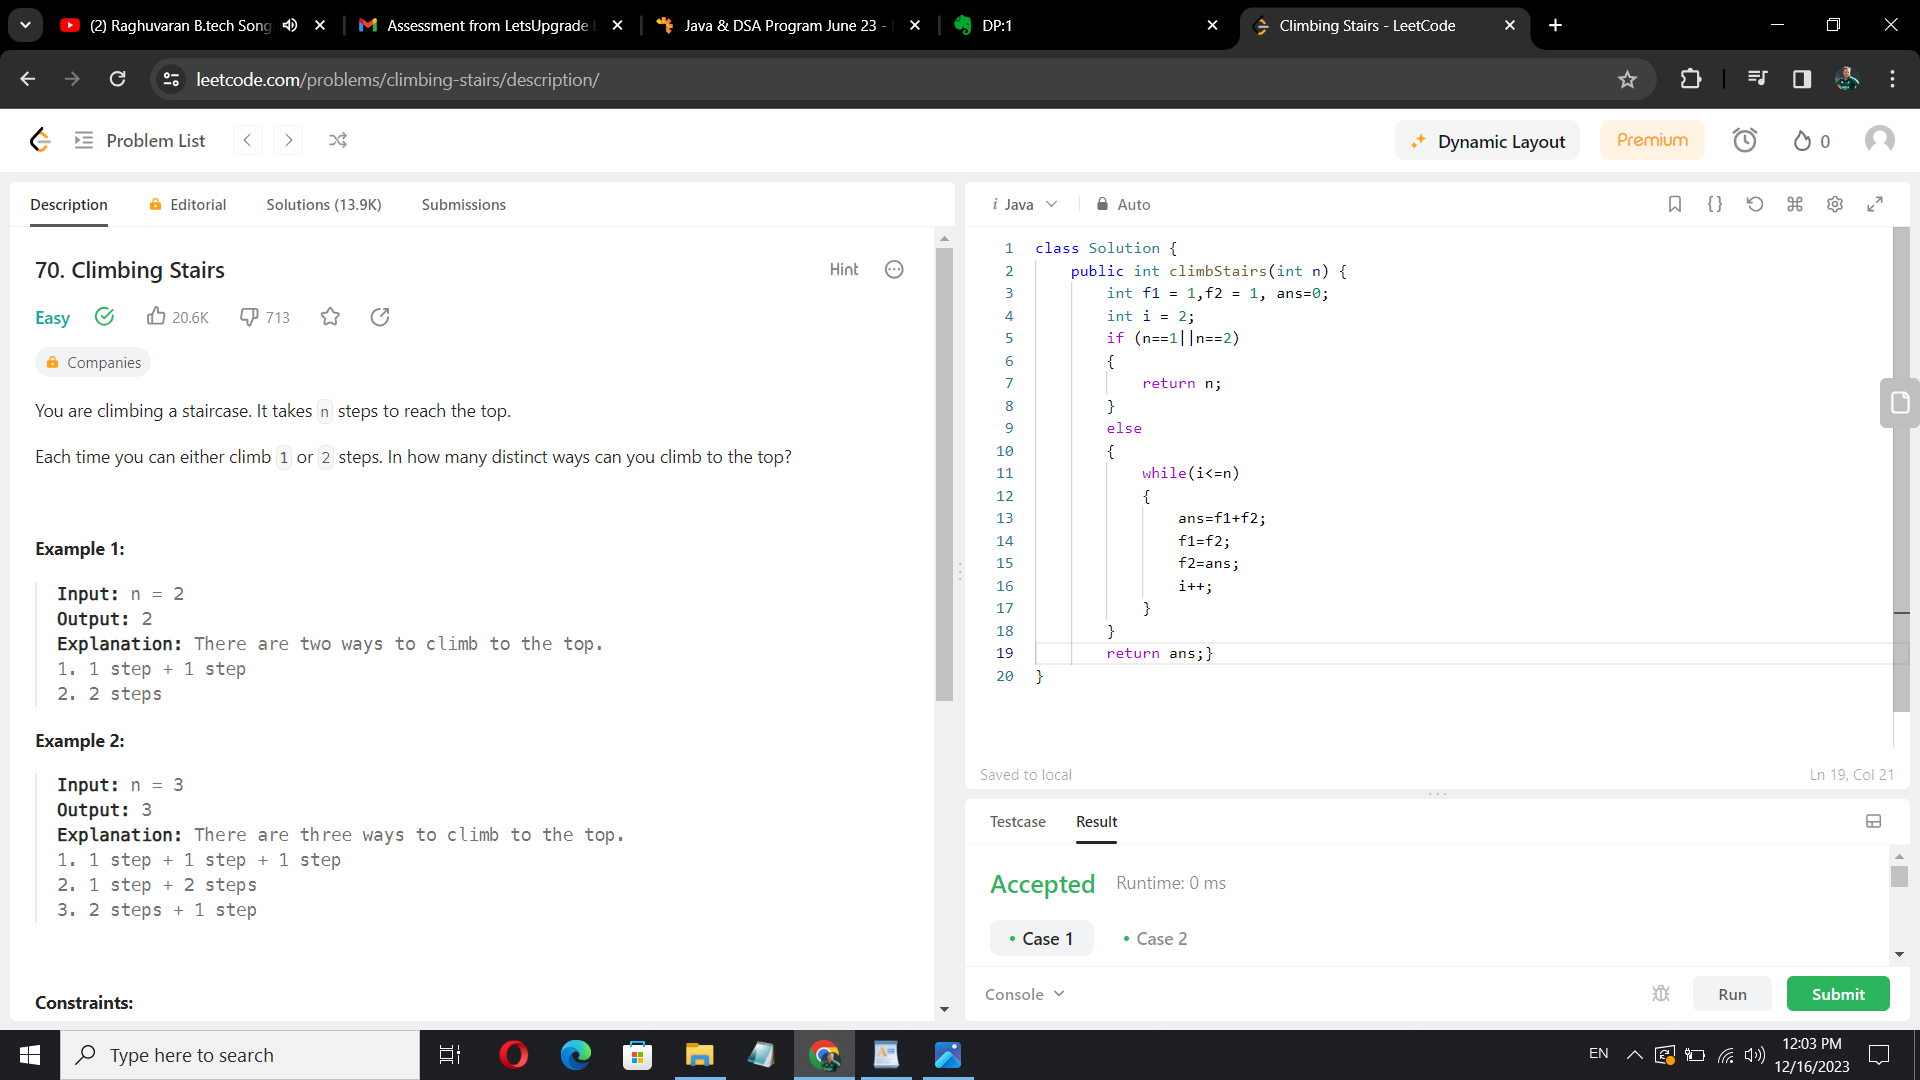 (2) Raghuvaran B.tech Song
Assessment from LetsUpgrade
Java & DSA Program June 23 -
DP:1
Climbing Stairs - LeetCode
leetcode.com/problems/climbing-stairs/description/
Problem List
Dynamic Layout
Premium
0
Description
Editorial
Solutions (13.9K)
Submissions
70. Climbing Stairs
Hint
Easy
20.6K
713
Companies
You are climbing a staircase. It takes n steps to reach the top.
Each time you can either climb 1 or 2 steps. In how many distinct ways can you climb to the top?
Example 1:
Input: n = 2
Output: 2
Explanation: There are two ways to climb to the top.
1. 1 step + 1 step
2. 2 steps
Example 2:
Input: n = 3
Output: 3
Explanation: There are three ways to climb to the top.
1. 1 step + 1 step + 1 step
2. 1 step + 2 steps
3. 2 steps + 1 step
Constraints:
i Java
Auto
1 class Solution {
2 public int climbStairs(int n) {
3 int f1 = 1,f2 = 1, ans=0;
4 int i = 2;
5 if (n==1||n==2)
6 {
7 return n;
8 }
9 else
10 {
11 while(i<=n)
12 {
13 ans=f1+f2;
14 f1=f2;
15 f2=ans;
16 i++;
17 }
18 }
19 return ans;}
20 }
Saved to local
Ln 19, Col 21
Testcase
Result
Accepted
Runtime: 0 ms
Case 1
Case 2
Console
Run
Submit
Type here to search
EN
12:03 PM
12/16/2023